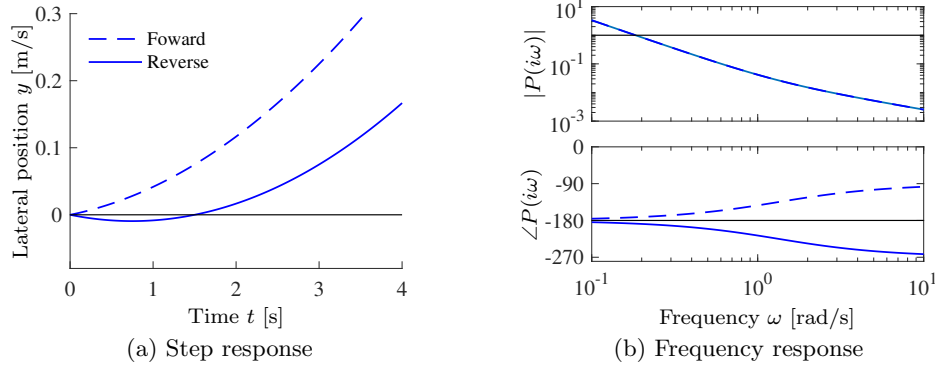 0.3
0.2
0.1
0
Lateral position y [m/s]
Foward
Reverse
0 1 2 3 4
Time t [s]
(a) Step response
10^1
10^-1
10^-3
|P(iω)|
0
-90
-180
-270
∠P(iω)
10^-1 10^0 10^1
Frequency ω [rad/s]
(b) Frequency response